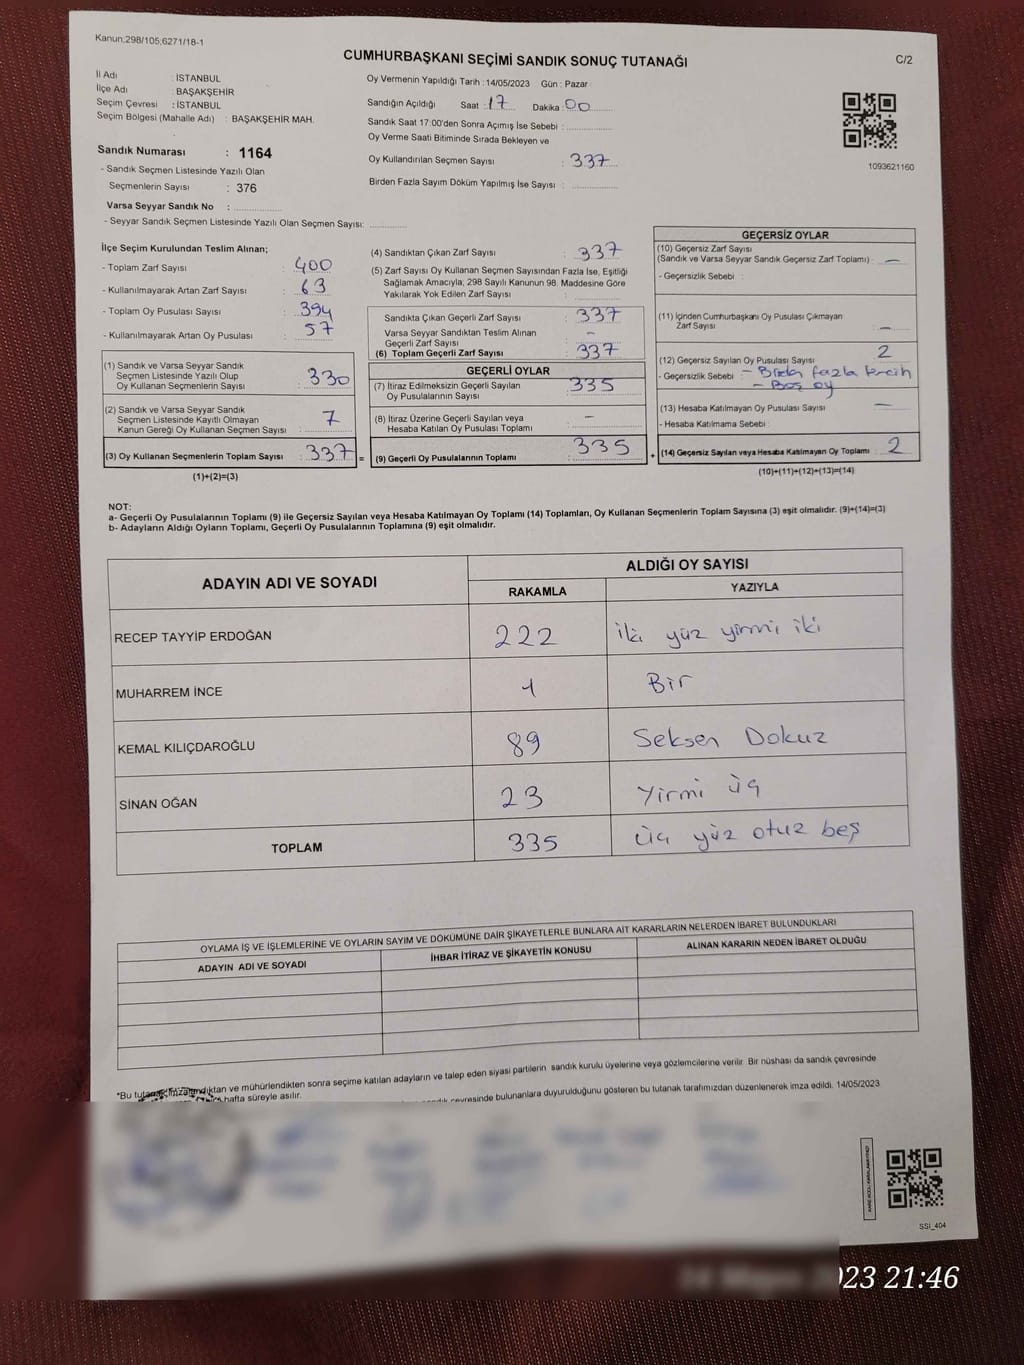 Kanun;298/105;6271/18-1
CUMHURBAŞKANI SEÇİMİ SANDIK SONUÇ TUTANAĞI
C/2
İl Adı : İSTANBUL
İlçe Adı : BAŞAKŞEHİR
Seçim Çevresi : İSTANBUL
Seçim Bölgesi (Mahalle Adı) : BAŞAKŞEHİR MAH.
Sandık Numarası : 1164
- Sandık Seçmen Listesinde Yazılı Olan
Seçmenlerin Sayısı : 376
Varsa Seyyar Sandık No :
- Seyyar Sandık Seçmen Listesinde Yazılı Olan Seçmen Sayısı:
Oy Vermenin Yapıldığı Tarih : 14/05/2023 Gün : Pazar
Sandığın Açıldığı Saat : 17 Dakika : 00
Sandık Saat 17:00'den Sonra Açımış İse Sebebi :
Oy Verme Saati Bitiminde Sırada Bekleyen ve
Oy Kullandırılan Seçmen Sayısı : 337
Birden Fazla Sayım Döküm Yapılmış İse Sayısı :
1093621160
İlçe Seçim Kurulundan Teslim Alınan;
- Toplam Zarf Sayısı : 400
- Kullanılmayarak Artan Zarf Sayısı : 63
- Toplam Oy Pusulası Sayısı : 394
- Kullanılmayarak Artan Oy Pusulası : 57
(1) Sandık ve Varsa Seyyar Sandık
Seçmen Listesinde Yazılı Olup
Oy Kullanan Seçmenlerin Sayısı : 330
(2) Sandık ve Varsa Seyyar Sandık
Seçmen Listesinde Kayıtlı Olmayan
Kanun Gereği Oy Kullanan Seçmen Sayısı : 7
(3) Oy Kullanan Seçmenlerin Toplam Sayısı : 337 =
(1)+(2)=(3)
(4) Sandıktan Çıkan Zarf Sayısı : 337
(5) Zarf Sayısı Oy Kullanan Seçmen Sayısından Fazla İse, Eşitliği
Sağlamak Amacıyla; 298 Sayılı Kanunun 98. Maddesine Göre
Yakılarak Yok Edilen Zarf Sayısı :
Sandıkta Çıkan Geçerli Zarf Sayısı : 337
Varsa Seyyar Sandıktan Teslim Alınan
Geçerli Zarf Sayısı : -
(6) Toplam Geçerli Zarf Sayısı : 337
GEÇERLİ OYLAR
(7) İtiraz Edilmeksizin Geçerli Sayılan
Oy Pusulalarının Sayısı : 335
(8) İtiraz Üzerine Geçerli Sayılan veya
Hesaba Katılan Oy Pusulası Toplamı : -
(9) Geçerli Oy Pusulalarının Toplamı : 335 +
GEÇERSİZ OYLAR
(10) Geçersiz Zarf Sayısı
(Sandık ve Varsa Seyyar Sandık Geçersiz Zarf Toplamı) : -
- Geçersizlik Sebebi :
(11) İçinden Cumhurbaşkanı Oy Pusulası Çıkmayan
Zarf Sayısı : -
(12) Geçersiz Sayılan Oy Pusulası Sayısı : 2
- Geçersizlik Sebebi : - fazla tercih
- Boş oy
(13) Hesaba Katılmayan Oy Pusulası Sayısı : -
- Hesaba Katılmama Sebebi :
(14) Geçersiz Sayılan veya Hesaba Katılmayan Oy Toplamı : 2
(10)+(11)+(12)+(13)=(14)
NOT:
a- Geçerli Oy Pusulalarının Toplamı (9) ile Geçersiz Sayılan veya Hesaba Katılmayan Oy Toplamı (14) Toplamları, Oy Kullanan Seçmenlerin Toplam Sayısına (3) eşit olmalıdır. (9)+(14)=(3)
b- Adayların Aldığı Oyların Toplamı, Geçerli Oy Pusulalarının Toplamına (9) eşit olmalıdır.
ADAYIN ADI VE SOYADI
ALDIĞI OY SAYISI
RAKAMLA YAZIYLA
RECEP TAYYİP ERDOĞAN 222 İki yüz yirmi iki
MUHARREM İNCE 1 Bir
KEMAL KILIÇDAROĞLU 89 Seksen Dokuz
SİNAN OĞAN 23 Yirmi üç
TOPLAM 335 Üç yüz otuz beş
OYLAMA İŞ VE İŞLEMLERİNE VE OYLARIN SAYIM VE DÖKÜMÜNE DAİR ŞİKAYETLERLE BUNLARA AİT KARARLARIN NELERDEN İBARET BULUNDUKLARI
ADAYIN ADI VE SOYADI İHBAR İTİRAZ VE ŞİKAYETİN KONUSU ALINAN KARARIN NEDEN İBARET OLDUĞU
*Bu ve mühürlendikten sonra seçime katılan adayların ve talep eden siyasi partilerin sandık kurulu üyelerine veya gözlemcilerine verilir. Bir nüshası da sandık çevresinde
hafta süreyle asılır.
çevresinde bulunanlara duyurulduğunu gösteren bu tutanak tarafımızdan düzenlenerek imza edildi. 14/05/2023
SSİ_404
023 21:46